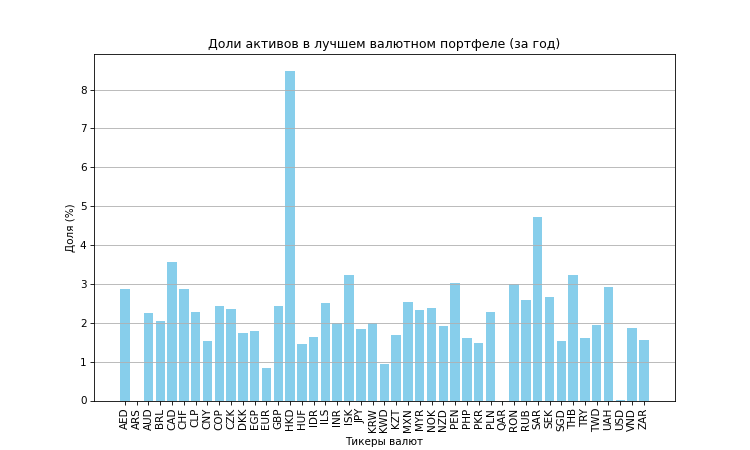 Доли активов в лучшем валютном портфеле (за год)
Доля (%)
8
7
6
5
4
3
2
1
0
AED ARS AUD BRL CAD CHF CLP CNY COP CZK DKK EGP EUR GBP HKD HUF IDR ILS INR ISK JPY KRW KWD KZT MXN MYR NOK NZD PEN PHP PKR PLN QAR RON RUB SAR SEK SGD THB TRY TWD UAH USD VND ZAR
Тикеры валют